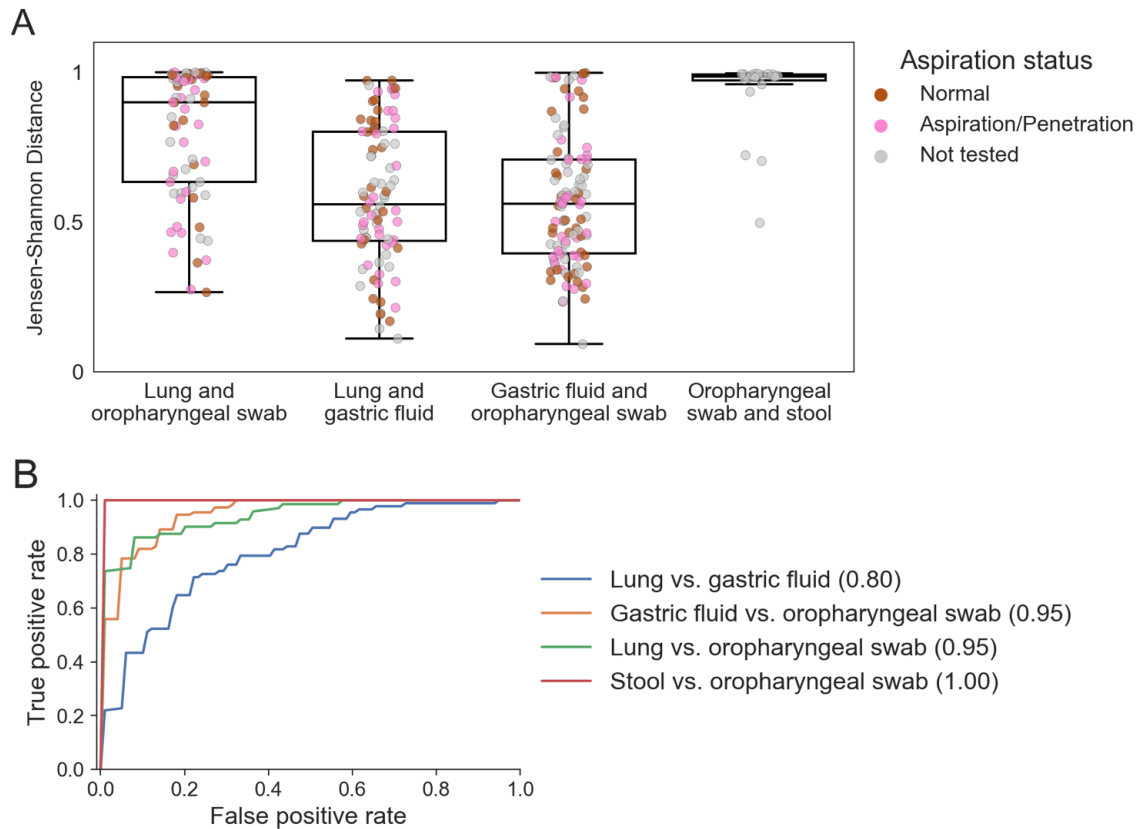 A
Jensen-Shannon Distance
1
0.5
0
Lung and
oropharyngeal swab
Lung and
gastric fluid
Gastric fluid and
oropharyngeal swab
Oropharyngeal
swab and stool
Aspiration status
Normal
Aspiration/Penetration
Not tested
B
True positive rate
1.0
0.8
0.6
0.4
0.2
0.0
0.0 0.2 0.4 0.6 0.8 1.0
False positive rate
Lung vs. gastric fluid (0.80)
Gastric fluid vs. oropharyngeal swab (0.95)
Lung vs. oropharyngeal swab (0.95)
Stool vs. oropharyngeal swab (1.00)